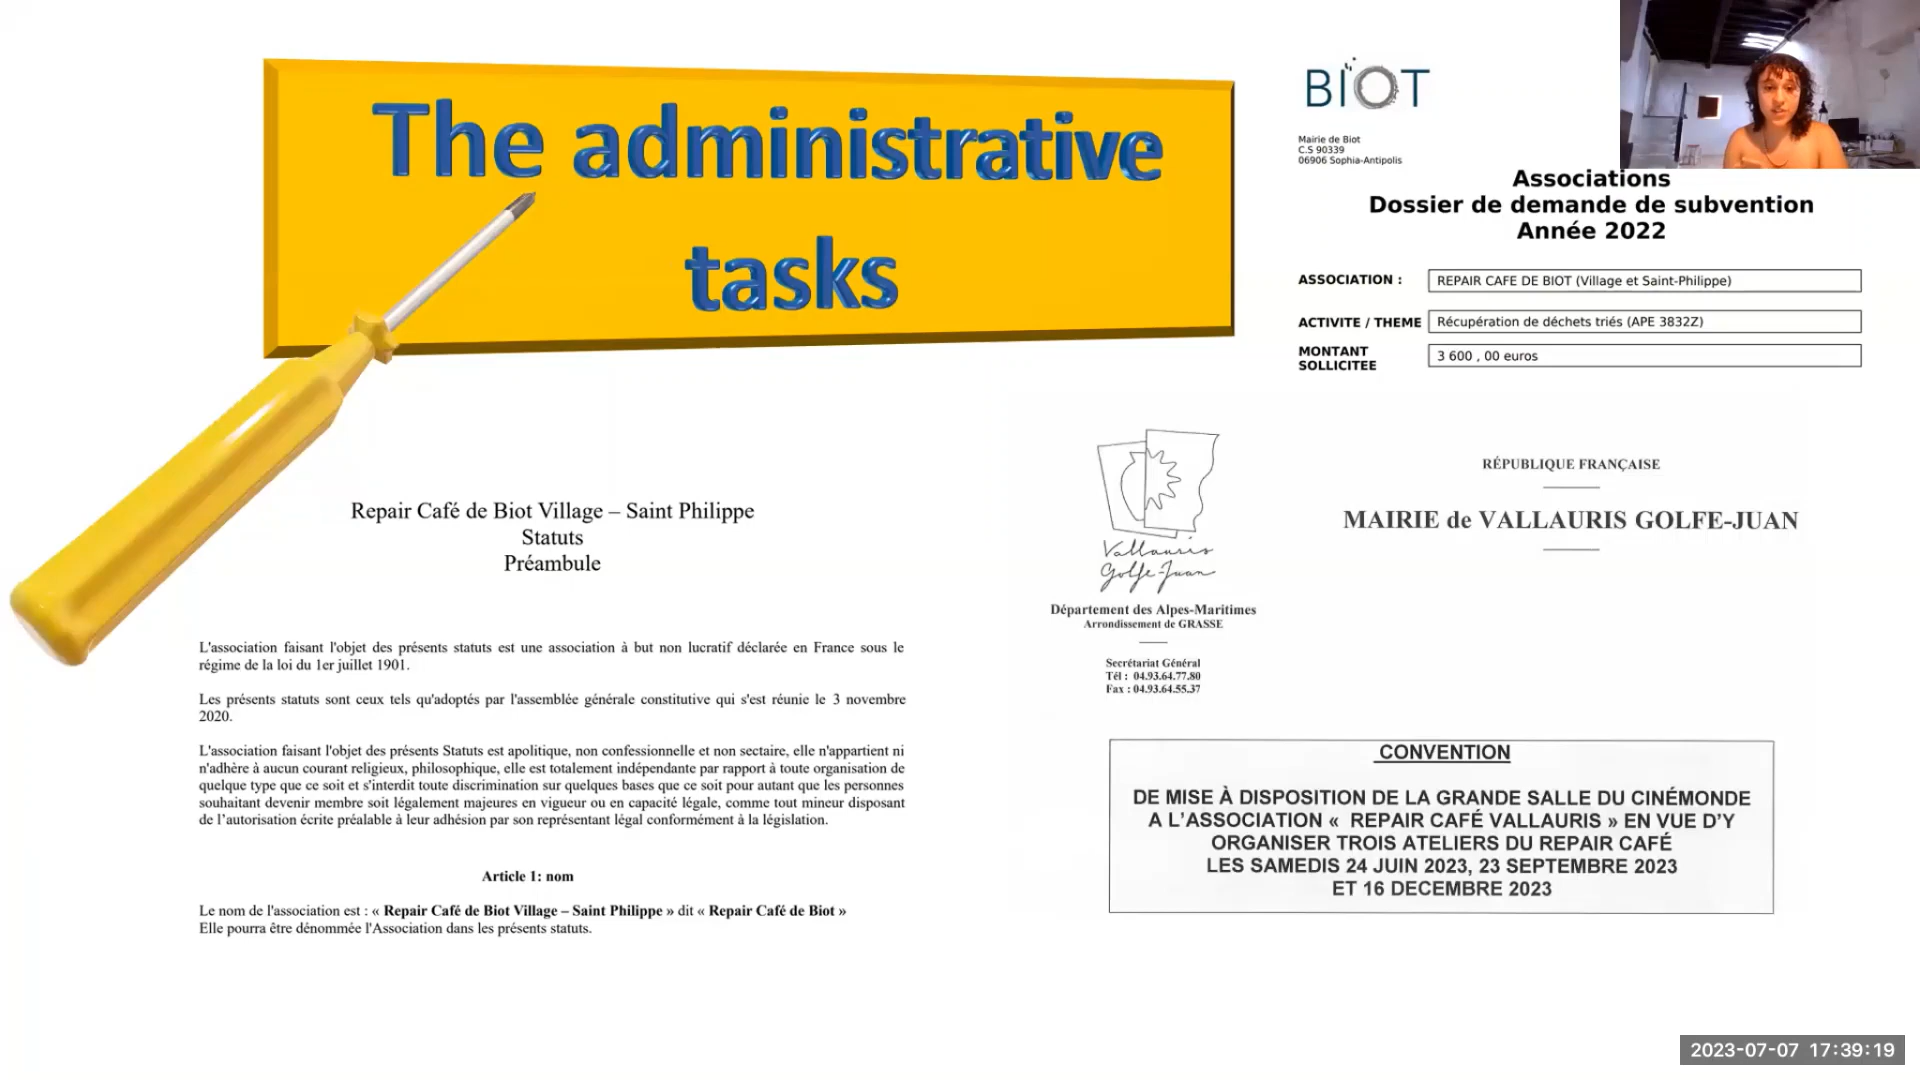 The administrative
tasks
BIOT
Mairie de Biot
C.S 90339
06906 Sophia-Antipolis
Associations
Dossier de demande de subvention
Année 2022
ASSOCIATION : REPAIR CAFE DE BIOT (Village et Saint-Philippe)
ACTIVITE / THEME Récupération de déchets triés (APE 3832Z)
MONTANT
SOLLICITEE 3 600 , 00 euros
Repair Café de Biot Village – Saint Philippe
Statuts
Préambule
L'association faisant l'objet des présents statuts est une association à but non lucratif déclarée en France sous le
régime de la loi du 1er juillet 1901.
Les présents statuts sont ceux tels qu'adoptés par l'assemblée générale constitutive qui s'est réunie le 3 novembre
2020.
L'association faisant l'objet des présents Statuts est apolitique, non confessionnelle et non sectaire, elle n'appartient ni
n'adhère à aucun courant religieux, philosophique, elle est totalement indépendante par rapport à toute organisation de
quelque type que ce soit et s'interdit toute discrimination sur quelques bases que ce soit pour autant que les personnes
souhaitant devenir membre soit légalement majeures en vigueur ou en capacité légale, comme tout mineur disposant
de l'autorisation écrite préalable à leur adhésion par son représentant légal conformément à la législation.
Article 1: nom
Le nom de l'association est : « Repair Café de Biot Village – Saint Philippe » dit « Repair Café de Biot »
Elle pourra être dénommée l'Association dans les présents statuts.
Vallauris
Golfe-Juan
Département des Alpes-Maritimes
Arrondissement de GRASSE
Secrétariat Général
Tél : 04.93.64.77.80
Fax : 04.93.64.55.37
RÉPUBLIQUE FRANÇAISE
MAIRIE de VALLAURIS GOLFE-JUAN
CONVENTION
DE MISE À DISPOSITION DE LA GRANDE SALLE DU CINÉMONDE
A L'ASSOCIATION « REPAIR CAFÉ VALLAURIS » EN VUE D'Y
ORGANISER TROIS ATELIERS DU REPAIR CAFÉ
LES SAMEDIS 24 JUIN 2023, 23 SEPTEMBRE 2023
ET 16 DECEMBRE 2023
2023-07-07 17:39:19